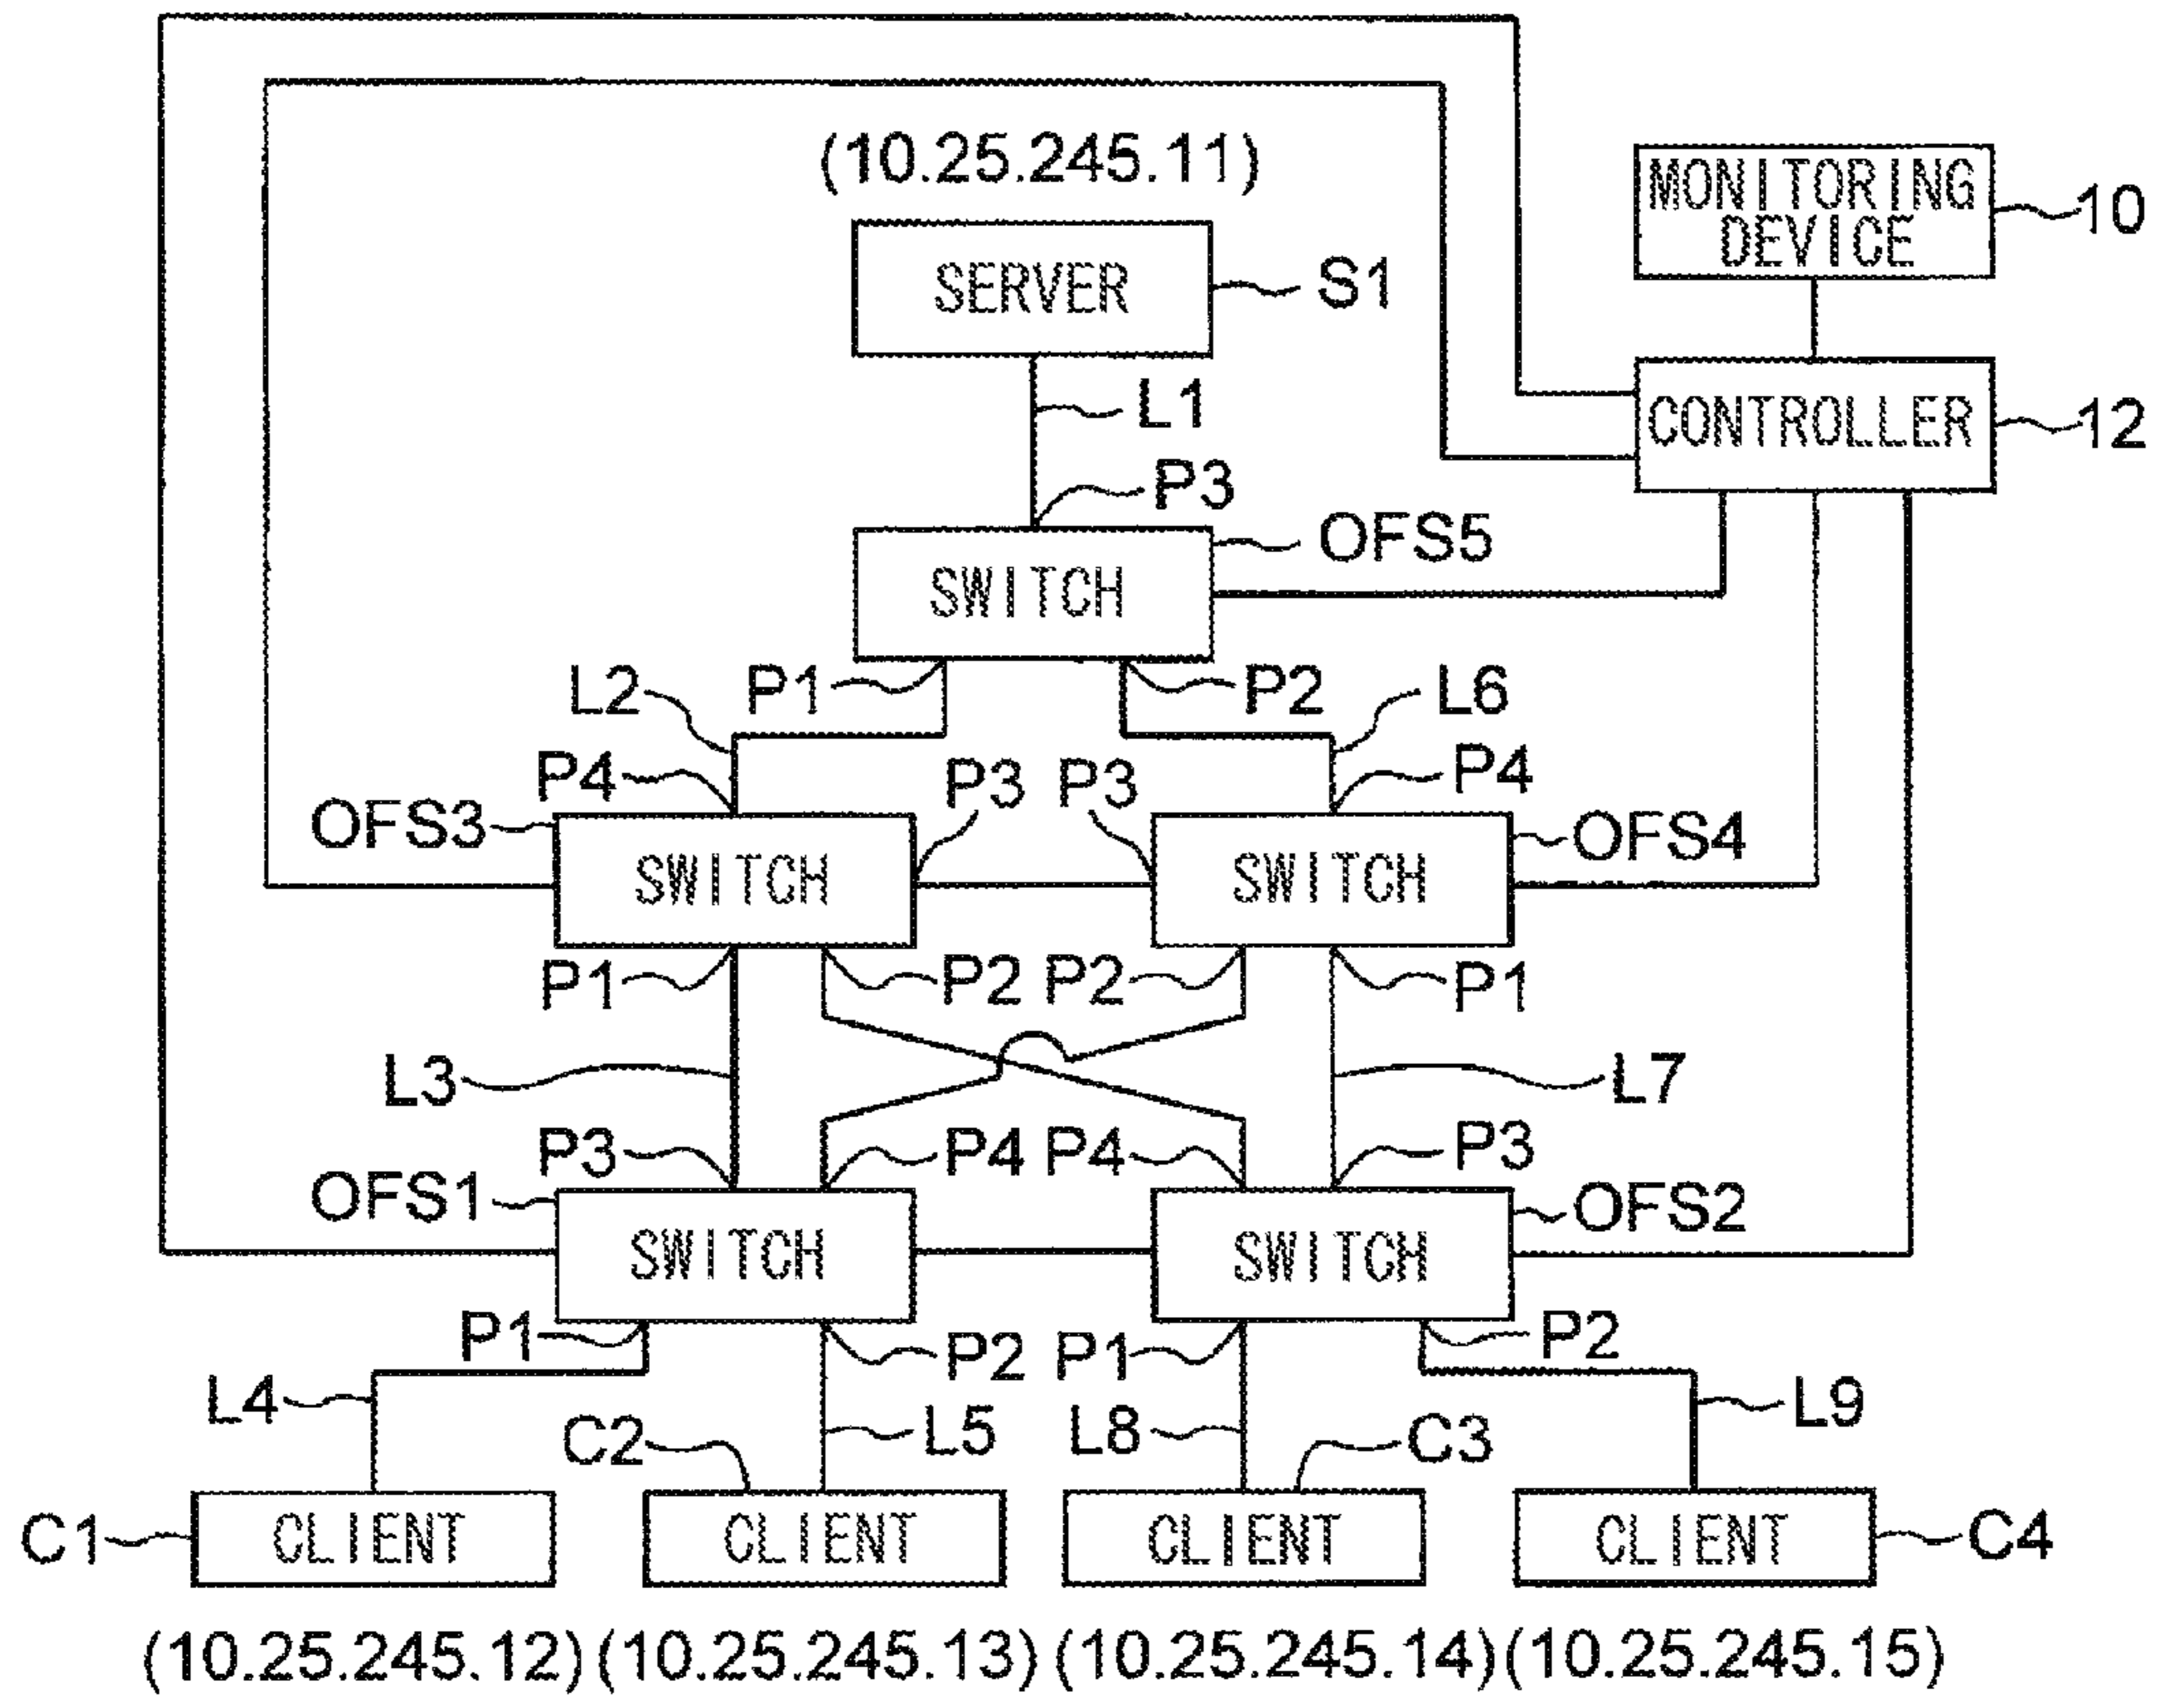 (10.25.245.11)
MONITORING
DEVICE
10
SERVER
S1
L1
CONTROLLER
12
P3
OFS5
SWITCH
L2
P1
P2
L6
P4
P3
P3
P4
OFS3
SWITCH
SWITCH
OFS4
P1
P2
P2
P1
L3
L7
P3
P4
P4
P3
OFS1
SWITCH
SWITCH
OFS2
P1
P2
P1
P2
L4
C2
L5
L8
C3
L9
C1
CLIENT
CLIENT
CLIENT
CLIENT
C4
(10.25.245.12) (10.25.245.13) (10.25.245.14) (10.25.245.15)